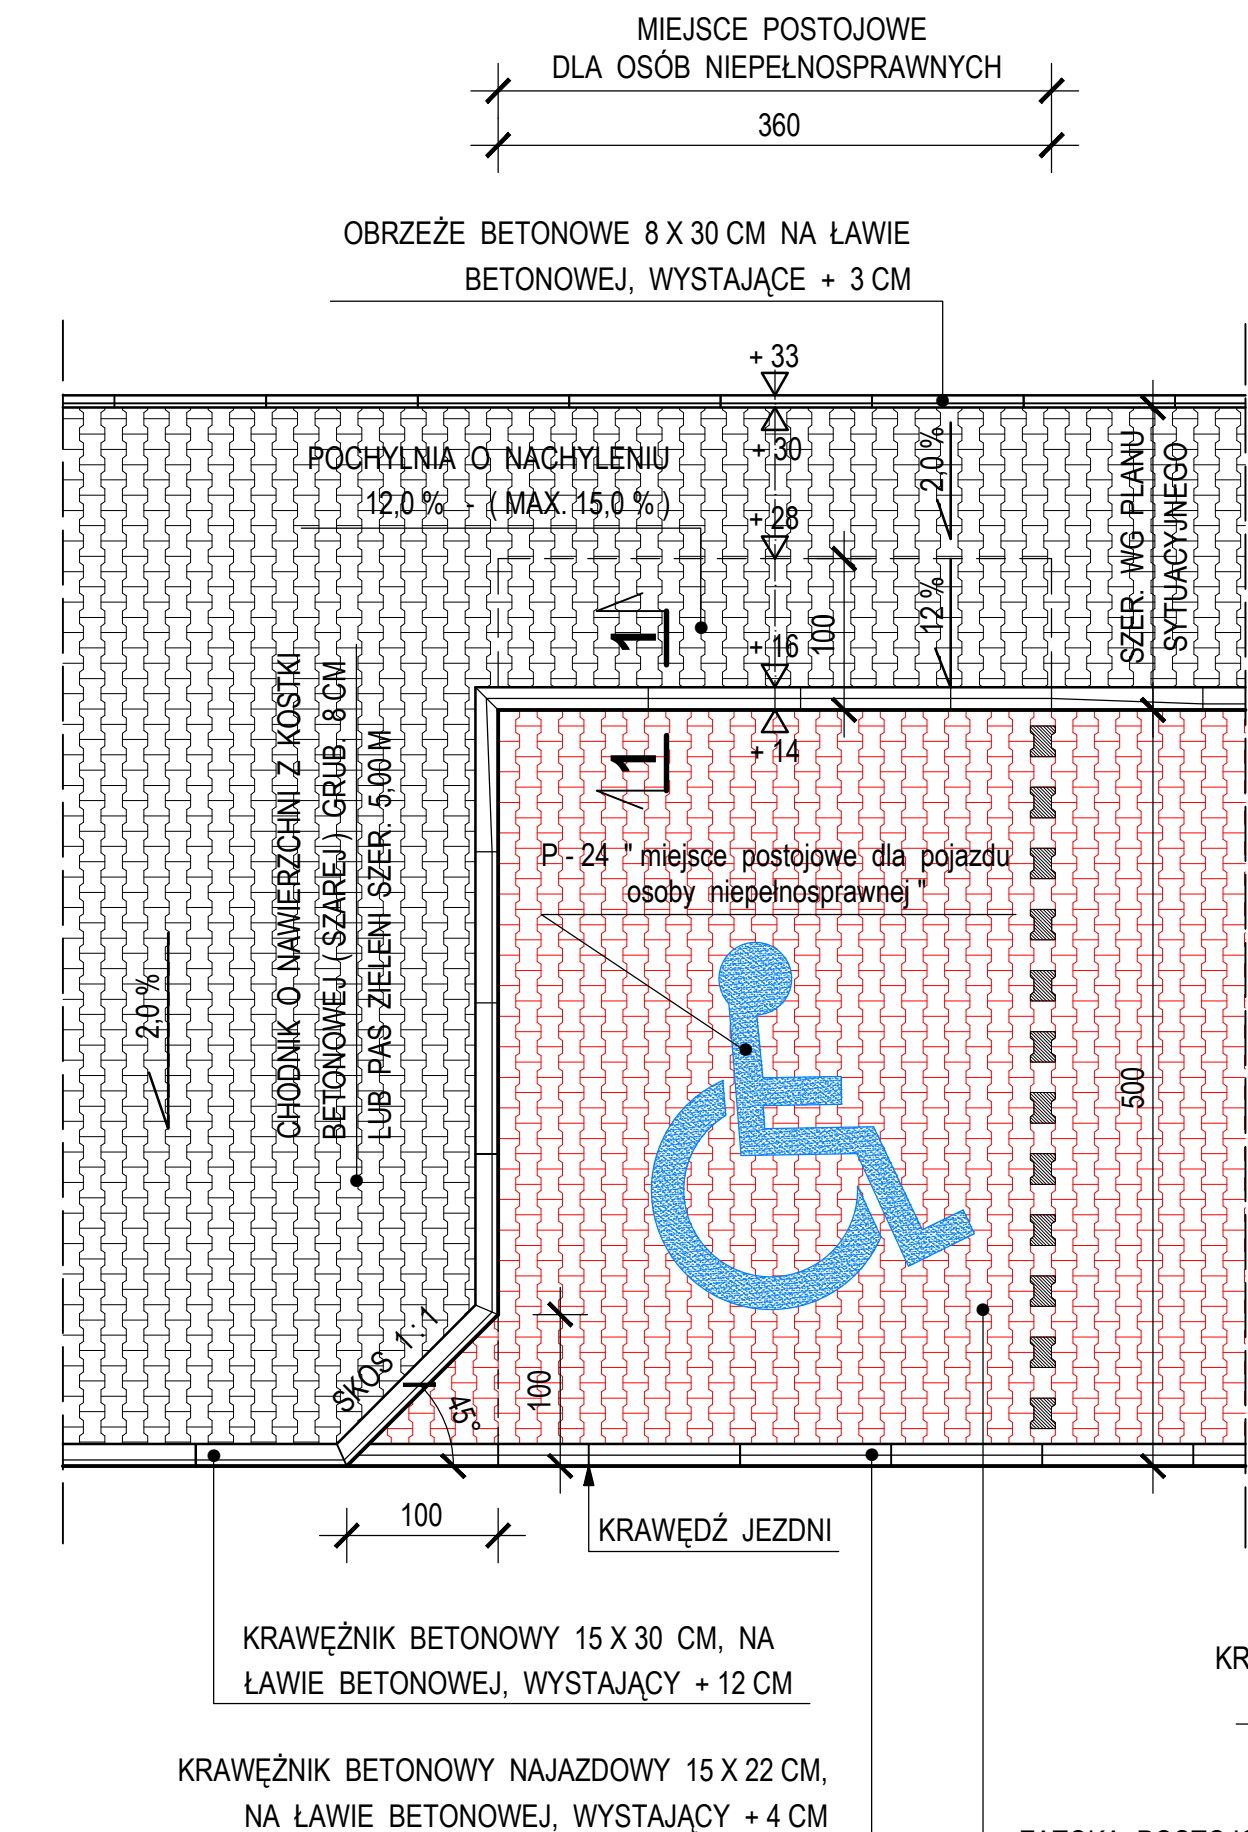 MIEJSCE POSTOJOWE
DLA OSÓB NIEPEŁNOSPRAWNYCH
360
OBRZEŻE BETONOWE 8 X 30 CM NA ŁAWIE
BETONOWEJ, WYSTAJĄCE + 3 CM
+ 33
+ 30
POCHYLNIA O NACHYLENIU
12,0 % - ( MAX. 15,0 % )
+ 28
2,0 %
SZER. WG PLANU
SYTUACYJNEGO
12 %
100
1
+ 16
1
+ 14
CHODNIK O NAWIERZCHNI Z KOSTKI
BETONOWEJ ( SZAREJ ) GRUB. 8 CM
LUB PAS ZIELENI SZER. 5,00 M
P - 24 " miejsce postojowe dla pojazdu
osoby niepełnosprawnej "
2,0 %
500
SKOS 1 : 1
45°
100
100
KRAWĘDŹ JEZDNI
KRAWĘŻNIK BETONOWY 15 X 30 CM, NA
ŁAWIE BETONOWEJ, WYSTAJĄCY + 12 CM
KR
KRAWĘŻNIK BETONOWY NAJAZDOWY 15 X 22 CM,
NA ŁAWIE BETONOWEJ, WYSTAJĄCY + 4 CM